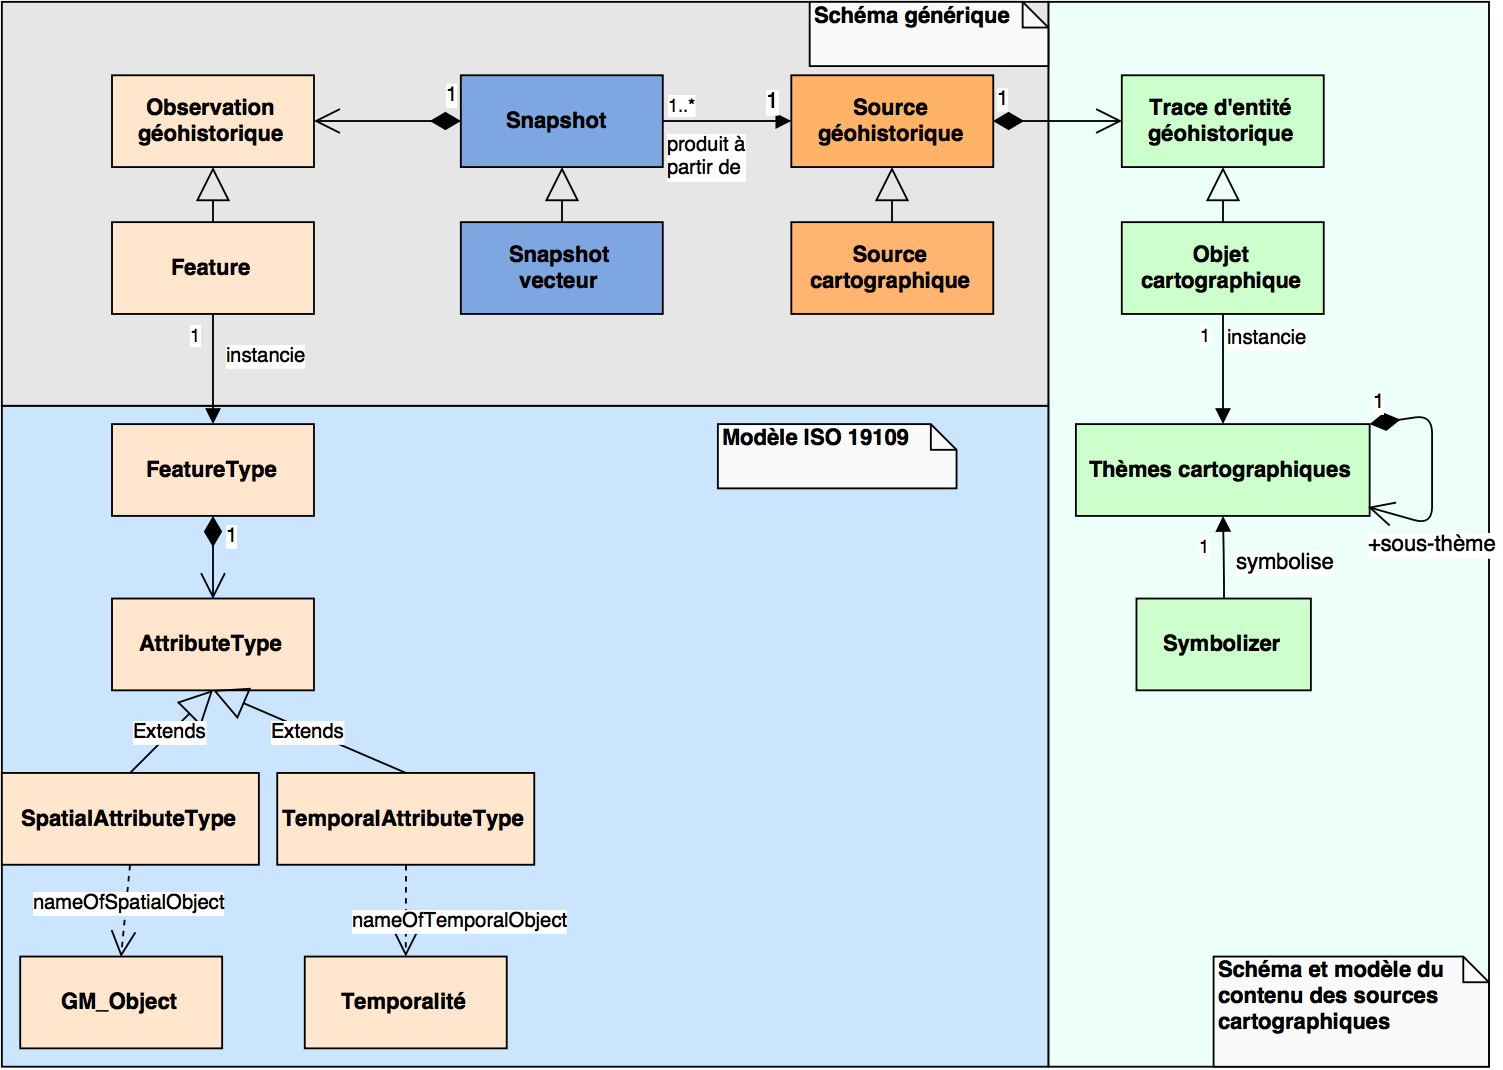 Schéma générique
Observation
géohistorique
1
Snapshot
1..*
1
produit à
partir de
Source
géohistorique
1
Trace d'entité
géohistorique
Feature
Snapshot
vecteur
Source
cartographique
Objet
cartographique
1
instancie
1
instancie
FeatureType
Modèle ISO 19109
1
Thèmes cartographiques
1
+sous-thème
1
symbolise
AttributeType
Symbolizer
Extends
Extends
SpatialAttributeType
TemporalAttributeType
nameOfSpatialObject
nameOfTemporalObject
GM_Object
Temporalité
Schéma et modèle du
contenu des sources
cartographiques